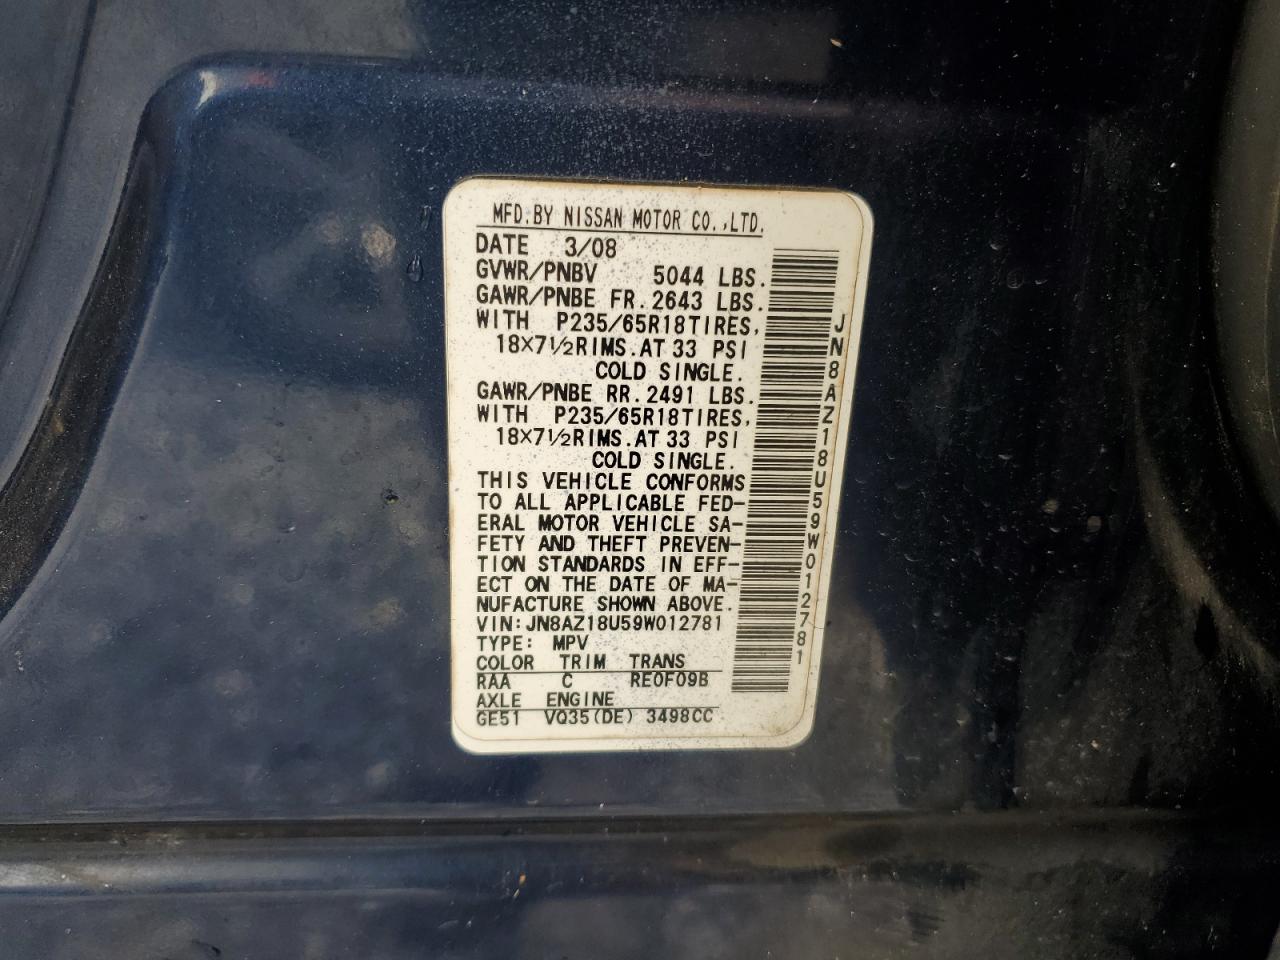 MFD.BY NISSAN MOTOR CO.,LTD.
DATE 3/08
GVWR/PNBV 5044 LBS.
GAWR/PNBE FR.2643 LBS.
WITH P235/65R18TIRES,
18×7½RIMS.AT 33 PSI
COLD SINGLE.
GAWR/PNBE RR.2491 LBS.
WITH P235/65R18TIRES,
18×7½RIMS.AT 33 PSI
COLD SINGLE.
THIS VEHICLE CONFORMS
TO ALL APPLICABLE FED-
ERAL MOTOR VEHICLE SA-
FETY AND THEFT PREVEN-
TION STANDARDS IN EFF-
ECT ON THE DATE OF MA-
NUFACTURE SHOWN ABOVE.
VIN:JN8AZ18U59W012781
TYPE: MPV
COLOR TRIM TRANS
RAA C RE0F09B
AXLE ENGINE
GE51 VQ35(DE) 3498CC
JN8AZ18U59W012781